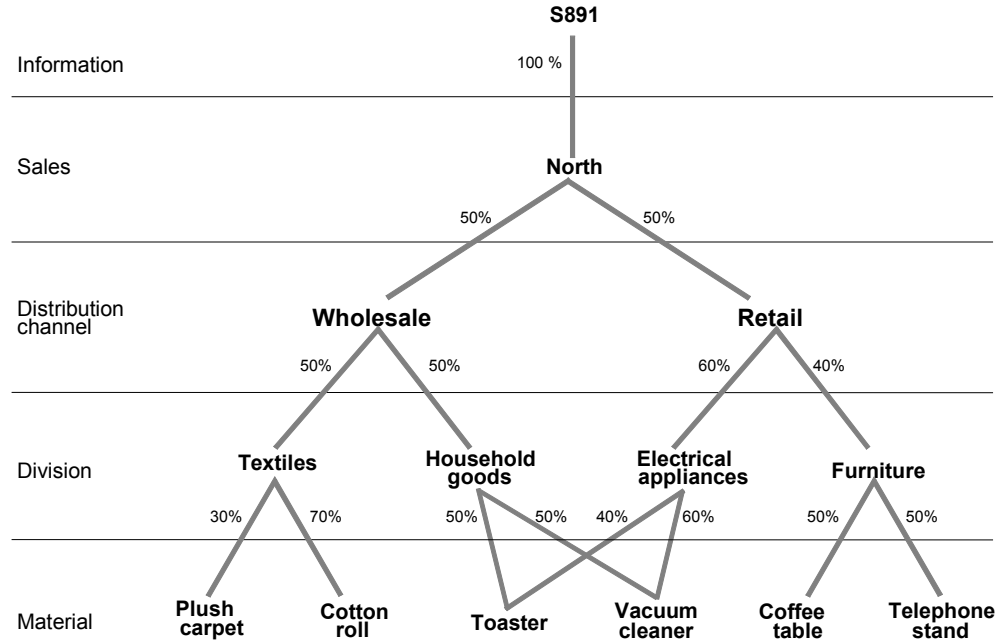 S891
Information
100 %
Sales
North
50%
50%
Distribution
channel
Wholesale
Retail
50%
50%
60%
40%
Division
Textiles
Household
goods
Electrical
appliances
Furniture
30%
70%
50%
50%
40%
60%
50%
50%
Material
Plush
carpet
Cotton
roll
Toaster
Vacuum
cleaner
Coffee
table
Telephone
stand